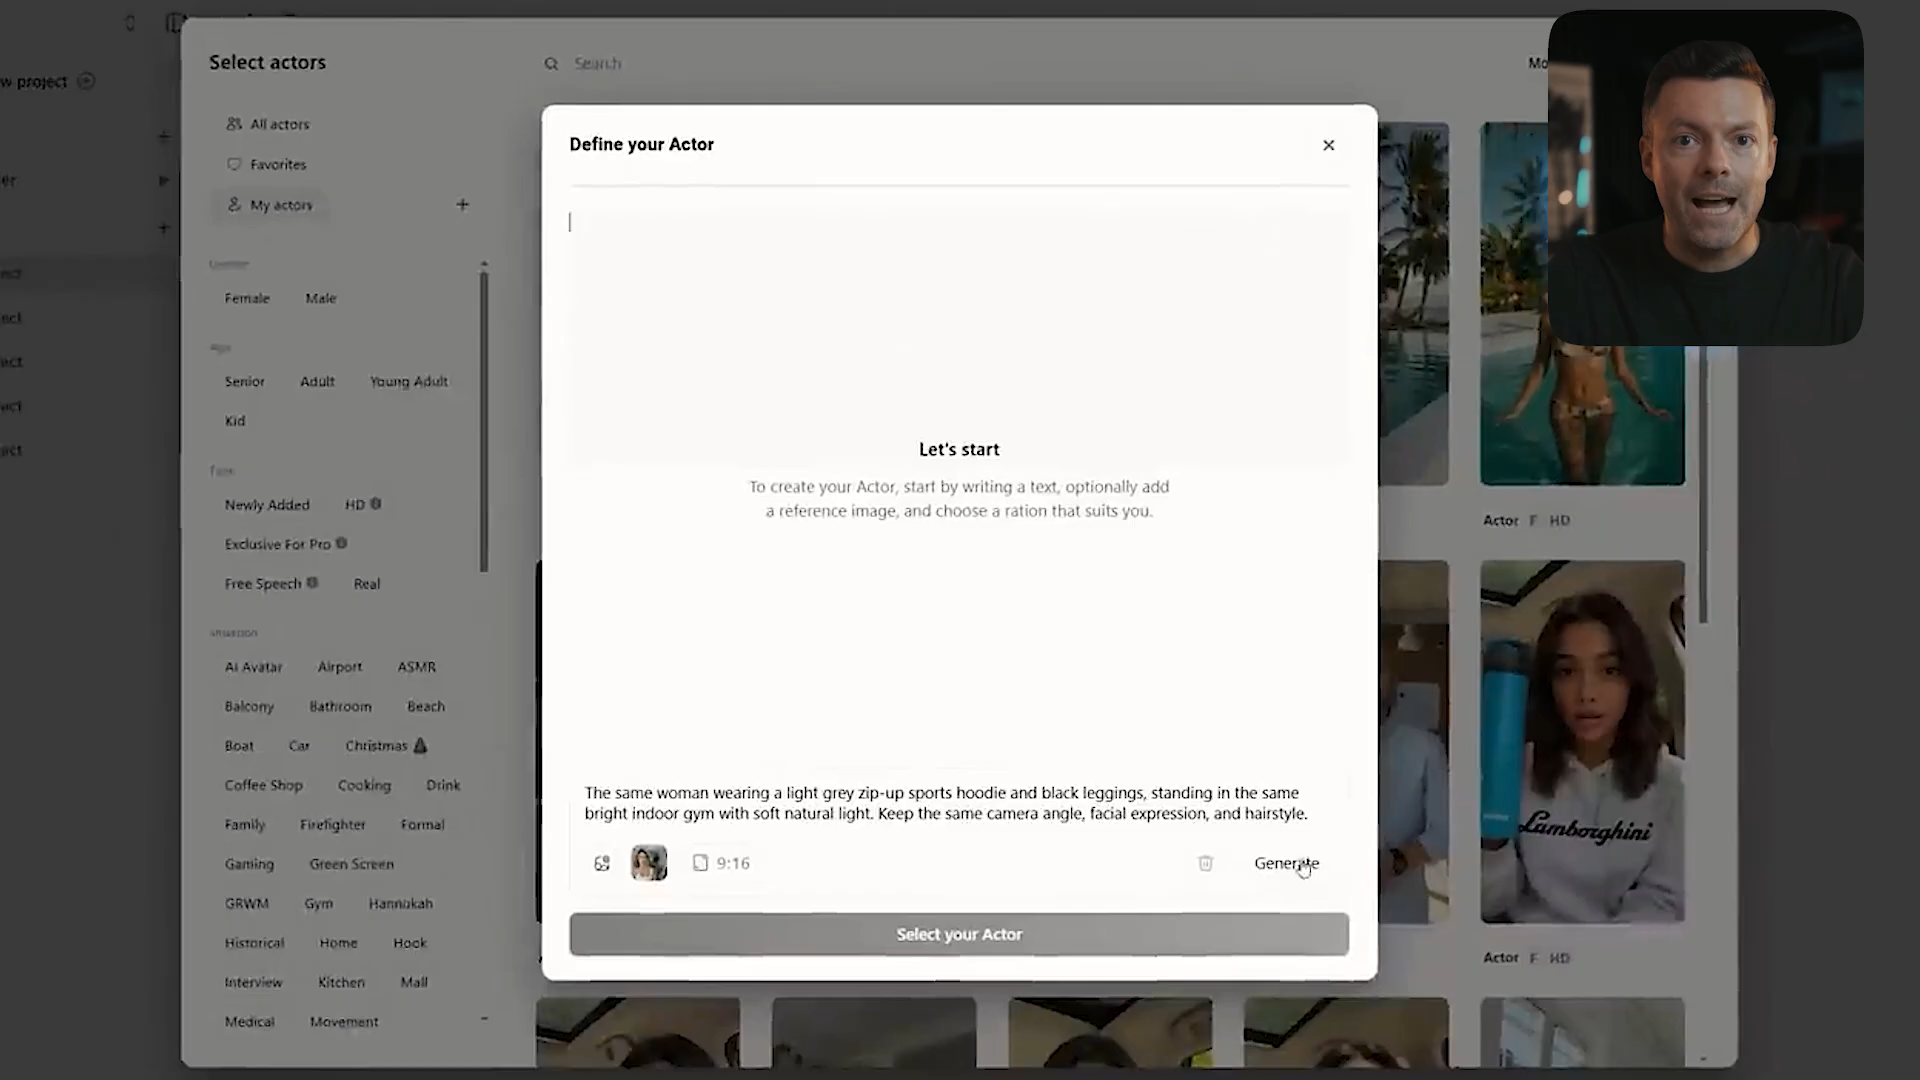 Select actors
Search
Mo
w project
All actors
Favorites
My actors
Gender
Female Male
Age
Senior Adult Young Adult
Kid
Newly Added HD
Exclusive For Pro
Free Speech Real
Situation
AI Avatar Airport ASMR
Balcony Bathroom Beach
Boat Car Christmas
Coffee Shop Cooking Drink
Family Firefighter Formal
Gaming Green Screen
GRWM Gym Hannukah
Historical Home Hook
Interview Kitchen Mall
Medical Movement
Define your Actor
Let's start
To create your Actor, start by writing a text, optionally add
a reference image, and choose a ration that suits you.
The same woman wearing a light grey zip-up sports hoodie and black leggings, standing in the same
bright indoor gym with soft natural light. Keep the same camera angle, facial expression, and hairstyle.
9:16
Generate
Select your Actor
Actor F HD
Lamborghini
Actor F HD